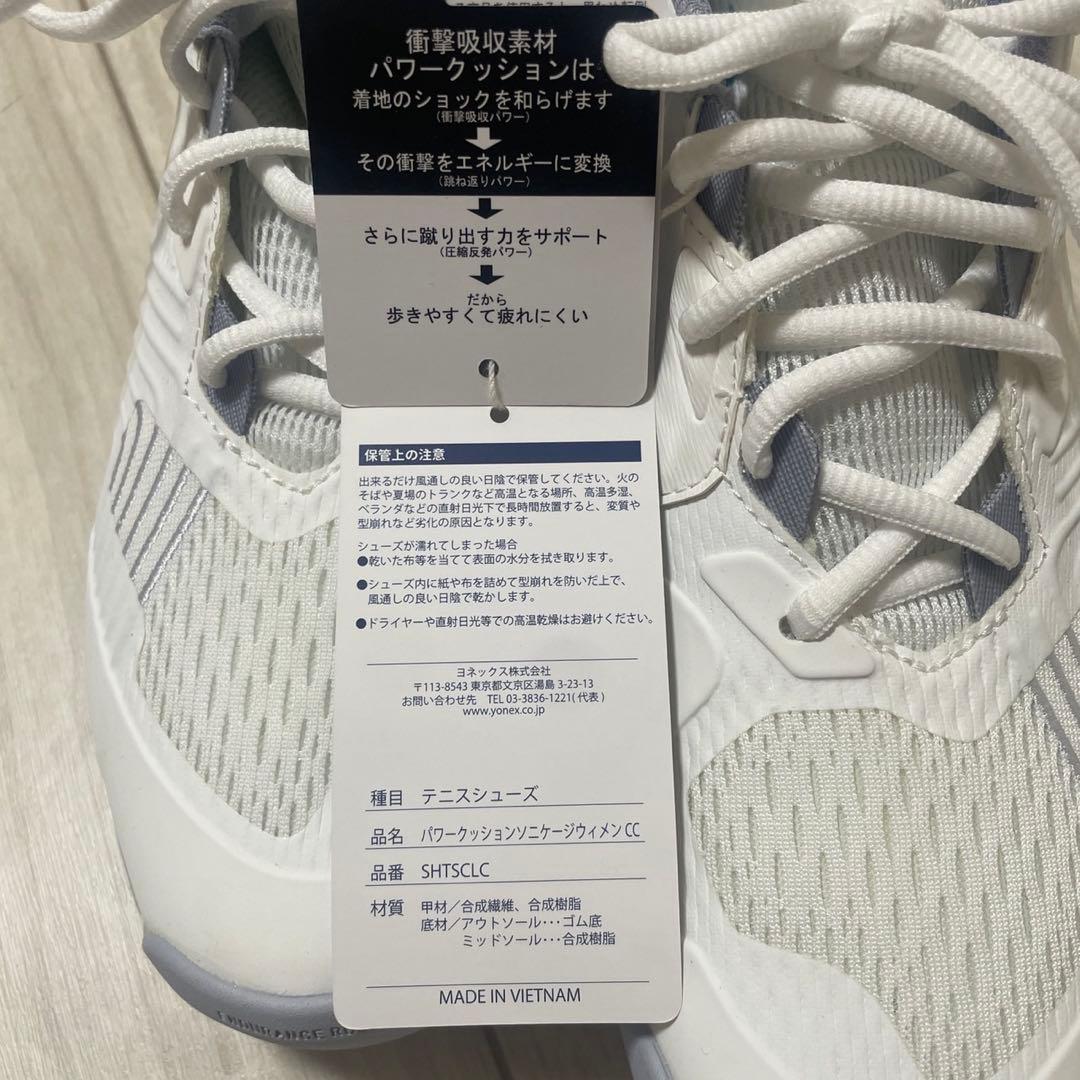 衝撃吸収素材
パワークッションは
着地のショックを和らげます
(衝撃吸収パワー)
その衝撃をエネルギーに変換
(跳ね返りパワー)
さらに蹴り出す力をサポート
(圧縮反発パワー)
だから
歩きやすくて疲れにくい
保管上の注意
出来るだけ風通しの良い日陰で保管してください。火の
そばや夏場のトランクなど高温となる場所、高温多湿、
ベランダなどの直射日光下で長時間放置すると、変質や
型崩れなど劣化の原因となります。
シューズが濡れてしまった場合
●乾いた布等を当てて表面の水分を拭き取ります。
●シューズ内に紙や布を詰めて型崩れを防いだ上で、
風通しの良い日陰で乾かします。
●ドライヤーや直射日光等での高温乾燥はお避けください。
ヨネックス株式会社
〒113-8543 東京都文京区湯島 3-23-13
お問い合わせ先 TEL 03-3836-1221(代表)
www.yonex.co.jp
種目 テニスシューズ
品名 パワークッションソニケージウィメン CC
品番 SHTSCLC
材質 甲材/合成繊維、合成樹脂
底材/アウトソール･･･ゴム底
ミッドソール･･･合成樹脂
MADE IN VIETNAM
ENDURANCE